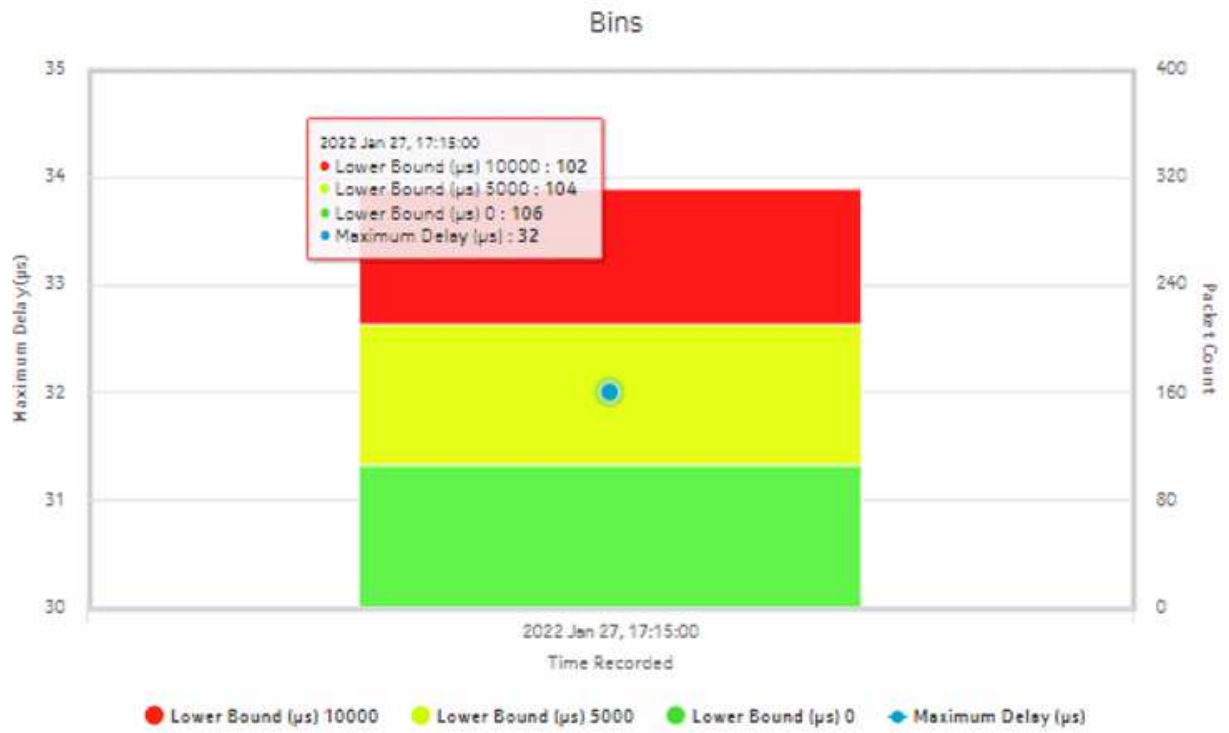 Bins
35
34
33
32
31
30
Maximum Delay(µs)
400
320
240
160
80
0
Packet Count
2022 Jan 27, 17:15:00
Lower Bound (µs) 10000 : 102
Lower Bound (µs) 5000 : 104
Lower Bound (µs) 0 : 106
Maximum Delay (µs) : 32
2022 Jan 27, 17:15:00
Time Recorded
Lower Bound (µs) 10000
Lower Bound (µs) 5000
Lower Bound (µs) 0
Maximum Delay (µs)